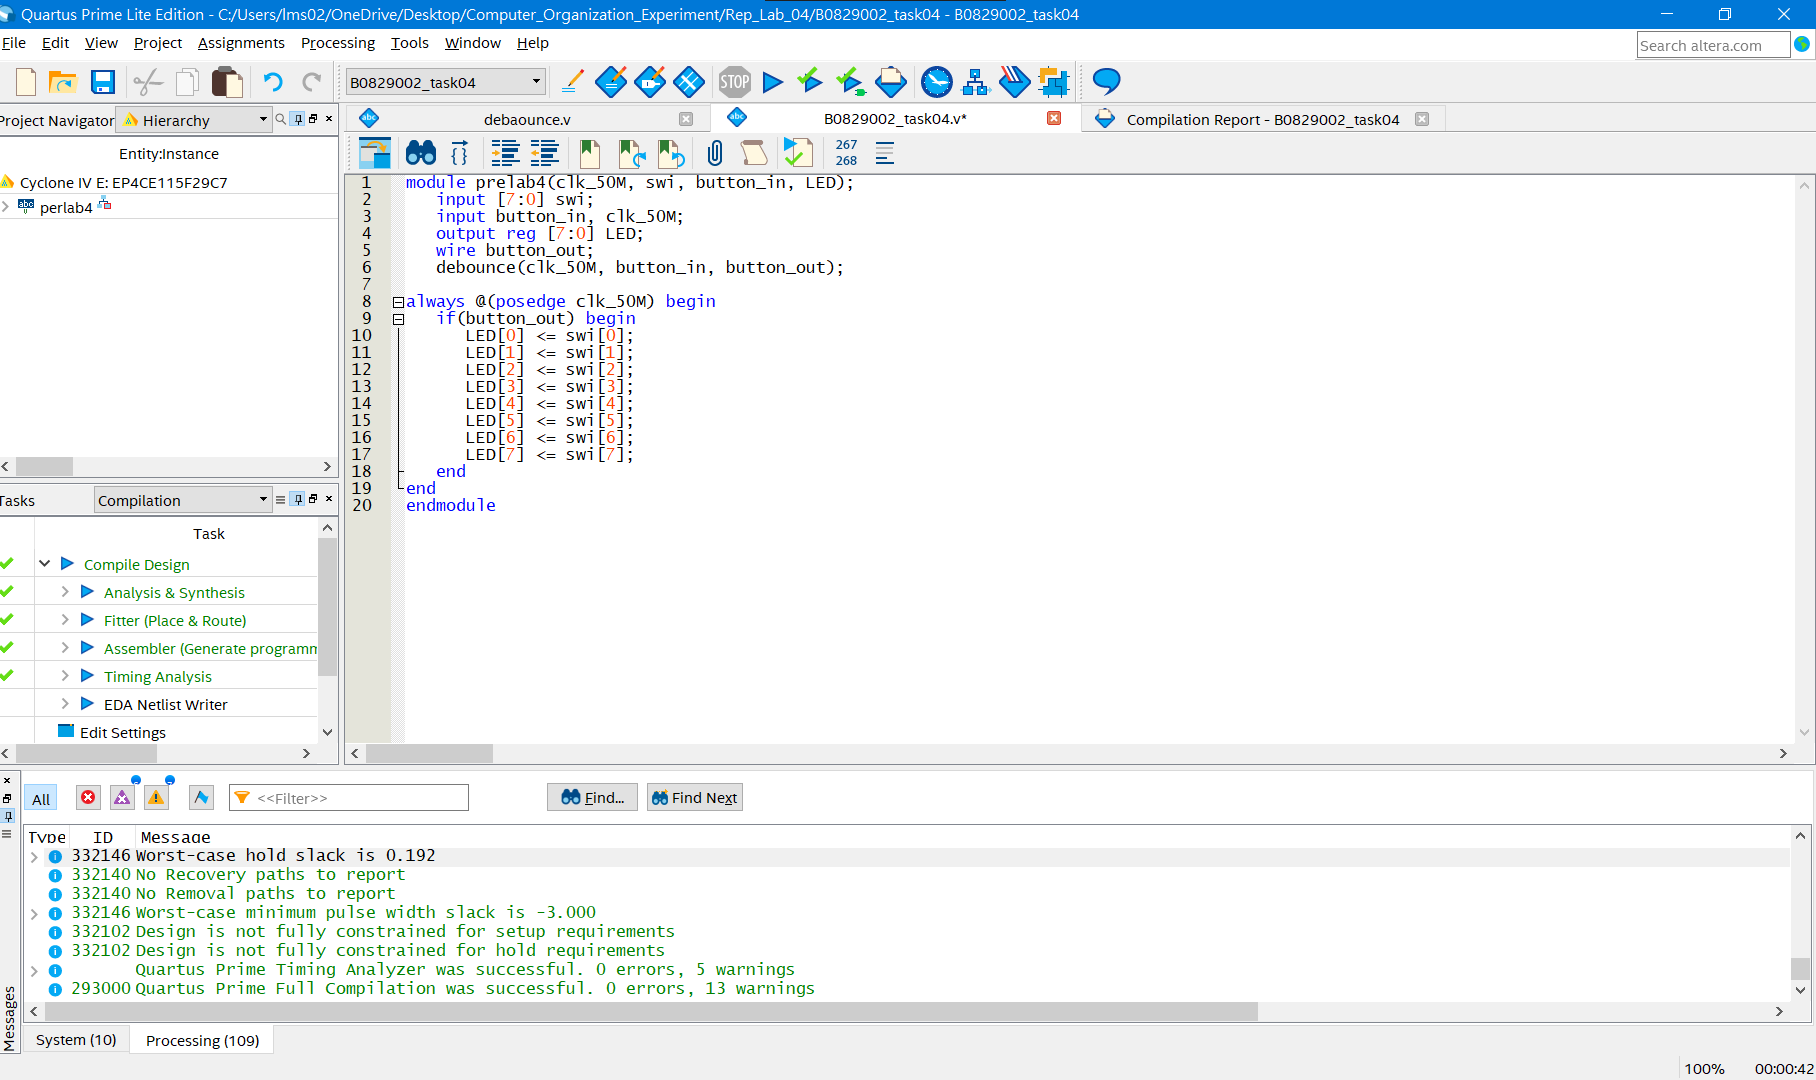 Quartus Prime Lite Edition - C:/Users/lms02/OneDrive/Desktop/Computer_Organization_Experiment/Rep_Lab_04/B0829002_task04 - B0829002_task04
File Edit View Project Assignments Processing Tools Window Help
Search altera.com
B0829002_task04
STOP
Project Navigator
Hierarchy
debaounce.v
B0829002_task04.v*
Compilation Report - B0829002_task04
267
268
Entity:Instance
Cyclone IV E: EP4CE115F29C7
perlab4
1 module prelab4(clk_50M, swi, button_in, LED);
2 input [7:0] swi;
3 input button_in, clk_50M;
4 output reg [7:0] LED;
5 wire button_out;
6 debounce(clk_50M, button_in, button_out);
7
8 always @(posedge clk_50M) begin
9 if(button_out) begin
10 LED[0] <= swi[0];
11 LED[1] <= swi[1];
12 LED[2] <= swi[2];
13 LED[3] <= swi[3];
14 LED[4] <= swi[4];
15 LED[5] <= swi[5];
16 LED[6] <= swi[6];
17 LED[7] <= swi[7];
18 end
19 end
20 endmodule
Tasks
Compilation
Task
Compile Design
Analysis & Synthesis
Fitter (Place & Route)
Assembler (Generate programm
Timing Analysis
EDA Netlist Writer
Edit Settings
All
<<Filter>>
Find...
Find Next
Type ID Message
332146 Worst-case hold slack is 0.192
332140 No Recovery paths to report
332140 No Removal paths to report
332146 Worst-case minimum pulse width slack is -3.000
332102 Design is not fully constrained for setup requirements
332102 Design is not fully constrained for hold requirements
Quartus Prime Timing Analyzer was successful. 0 errors, 5 warnings
293000 Quartus Prime Full Compilation was successful. 0 errors, 13 warnings
Messages
System (10)
Processing (109)
100%
00:00:42